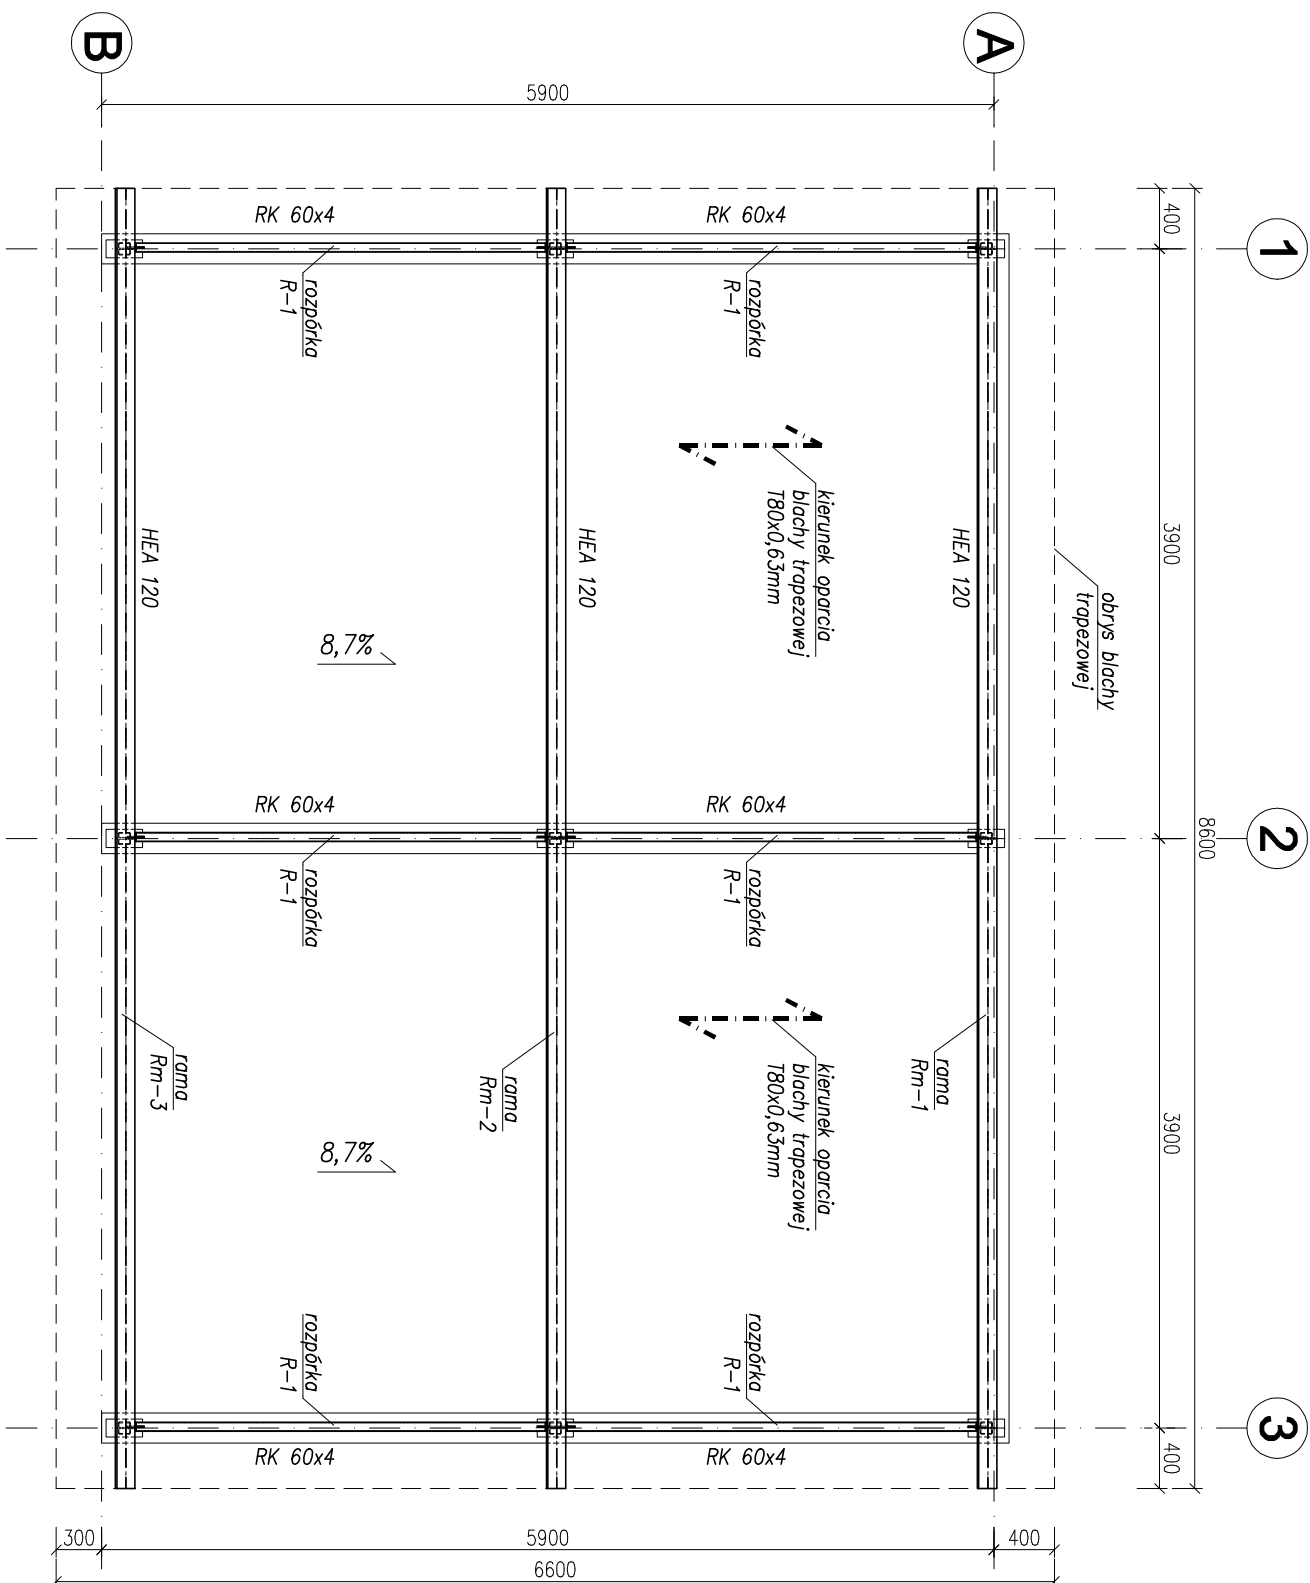 B
A
5900
1
2
3
400
3900
8600
3900
400
RK 60x4
RK 60x4
rozpórka
R-1
rozpórka
R-1
kierunek oparcia
blachy trapezowej
T80x0,63mm
HEA 120
HEA 120
HEA 120
obrys blachy
trapezowej
8,7%
RK 60x4
RK 60x4
rozpórka
R-1
rozpórka
R-1
kierunek oparcia
blachy trapezowej
T80x0,63mm
rama
Rm-3
rama
Rm-2
rama
Rm-1
8,7%
rozpórka
R-1
rozpórka
R-1
RK 60x4
RK 60x4
300
5900
400
6600